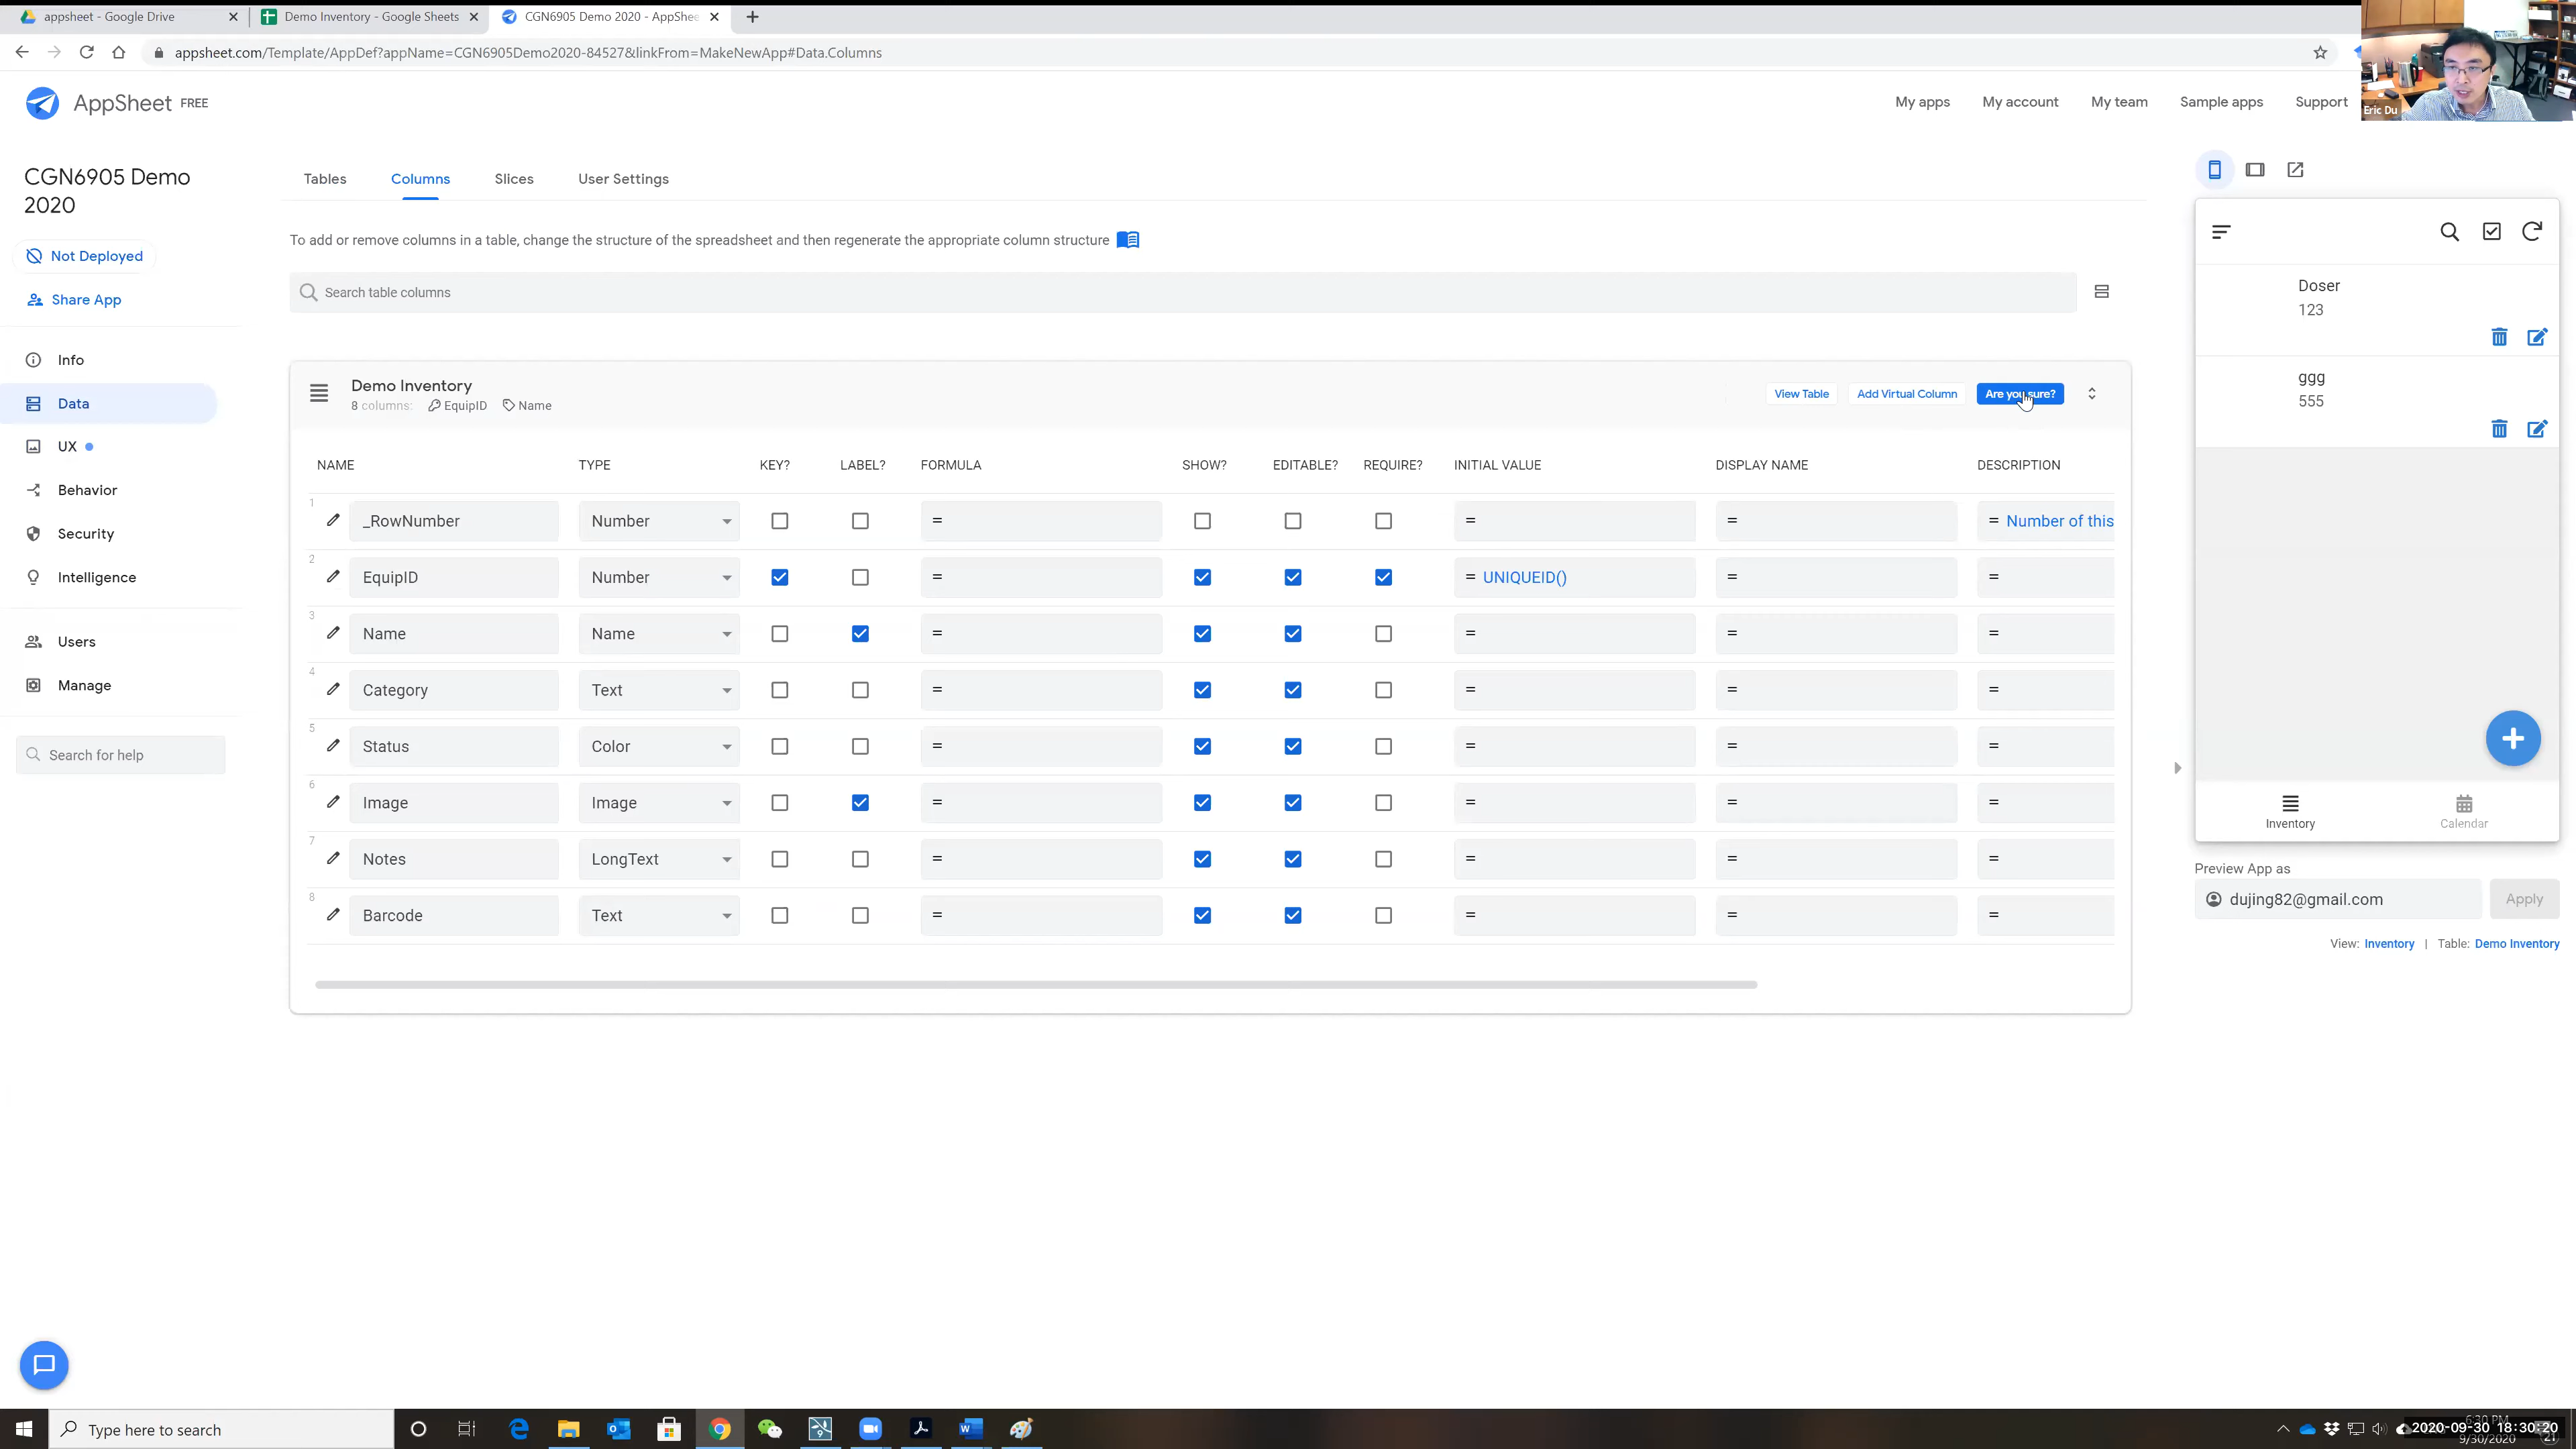 appsheet - Google Drive
Demo Inventory - Google Sheets
CGN6905 Demo 2020 - AppShee
appsheet.com/Template/AppDef?appName=CGN6905Demo2020-84527&linkFrom=MakeNewApp#Data.Columns
AppSheet FREE
My apps
My account
My team
Sample apps
Support
Eric Du
CGN6905 Demo
2020
Not Deployed
Share App
Info
Data
UX
Behavior
Security
Intelligence
Users
Manage
Search for help
Tables
Columns
Slices
User Settings
To add or remove columns in a table, change the structure of the spreadsheet and then regenerate the appropriate column structure
Search table columns
Demo Inventory
8 columns: EquipID Name
View Table
Add Virtual Column
Are you sure?
NAME TYPE KEY? LABEL? FORMULA SHOW? EDITABLE? REQUIRE? INITIAL VALUE DISPLAY NAME DESCRIPTION
1 _RowNumber Number = = = = Number of this
2 EquipID Number = = UNIQUEID() = =
3 Name Name = = = =
4 Category Text = = = =
5 Status Color = = = =
6 Image Image = = = =
7 Notes LongText = = = =
8 Barcode Text = = = =
Doser
123
ggg
555
Inventory
Calendar
Preview App as
dujing82@gmail.com
Apply
View: Inventory | Table: Demo Inventory
Type here to search
6:30 PM
2020-09-30 18:30:20
9/30/2020
21